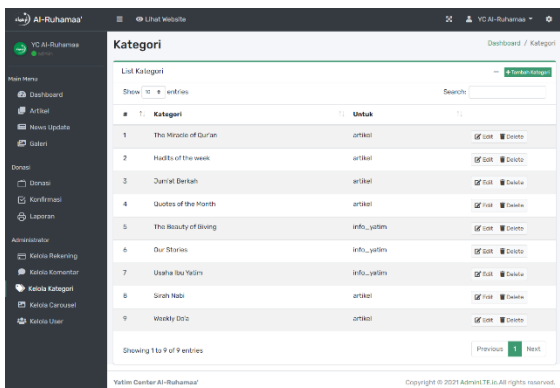 Al-Ruhamaa'
Lihat Website
YC Al-Ruhamaa
YC Al-Ruhamaa
admin
Kategori
Dashboard / Kategori
Main Menu
Dashboard
Artikel
News Update
Galeri
Donasi
Donasi
Konfirmasi
Laporan
Administrator
Kelola Rekening
Kelola Komentar
Kelola Kategori
Kelola Carousel
Kelola User
List Kategori
+ Tambah Kategori
Show 10 entries
Search:
# Kategori Untuk
1 The Miracle of Qur'an artikel Edit Delete
2 Hadits of the week artikel Edit Delete
3 Jum'at Berkah artikel Edit Delete
4 Quotes of the Month artikel Edit Delete
5 The Beauty of Giving info_yatim Edit Delete
6 Our Stories info_yatim Edit Delete
7 Usaha Ibu Yatim info_yatim Edit Delete
8 Sirah Nabi artikel Edit Delete
9 Weekly Do'a artikel Edit Delete
Showing 1 to 9 of 9 entries
Previous 1 Next
Yatim Center Al-Ruhamaa'
Copyright © 2021 AdminLTE.io. All rights reserved.